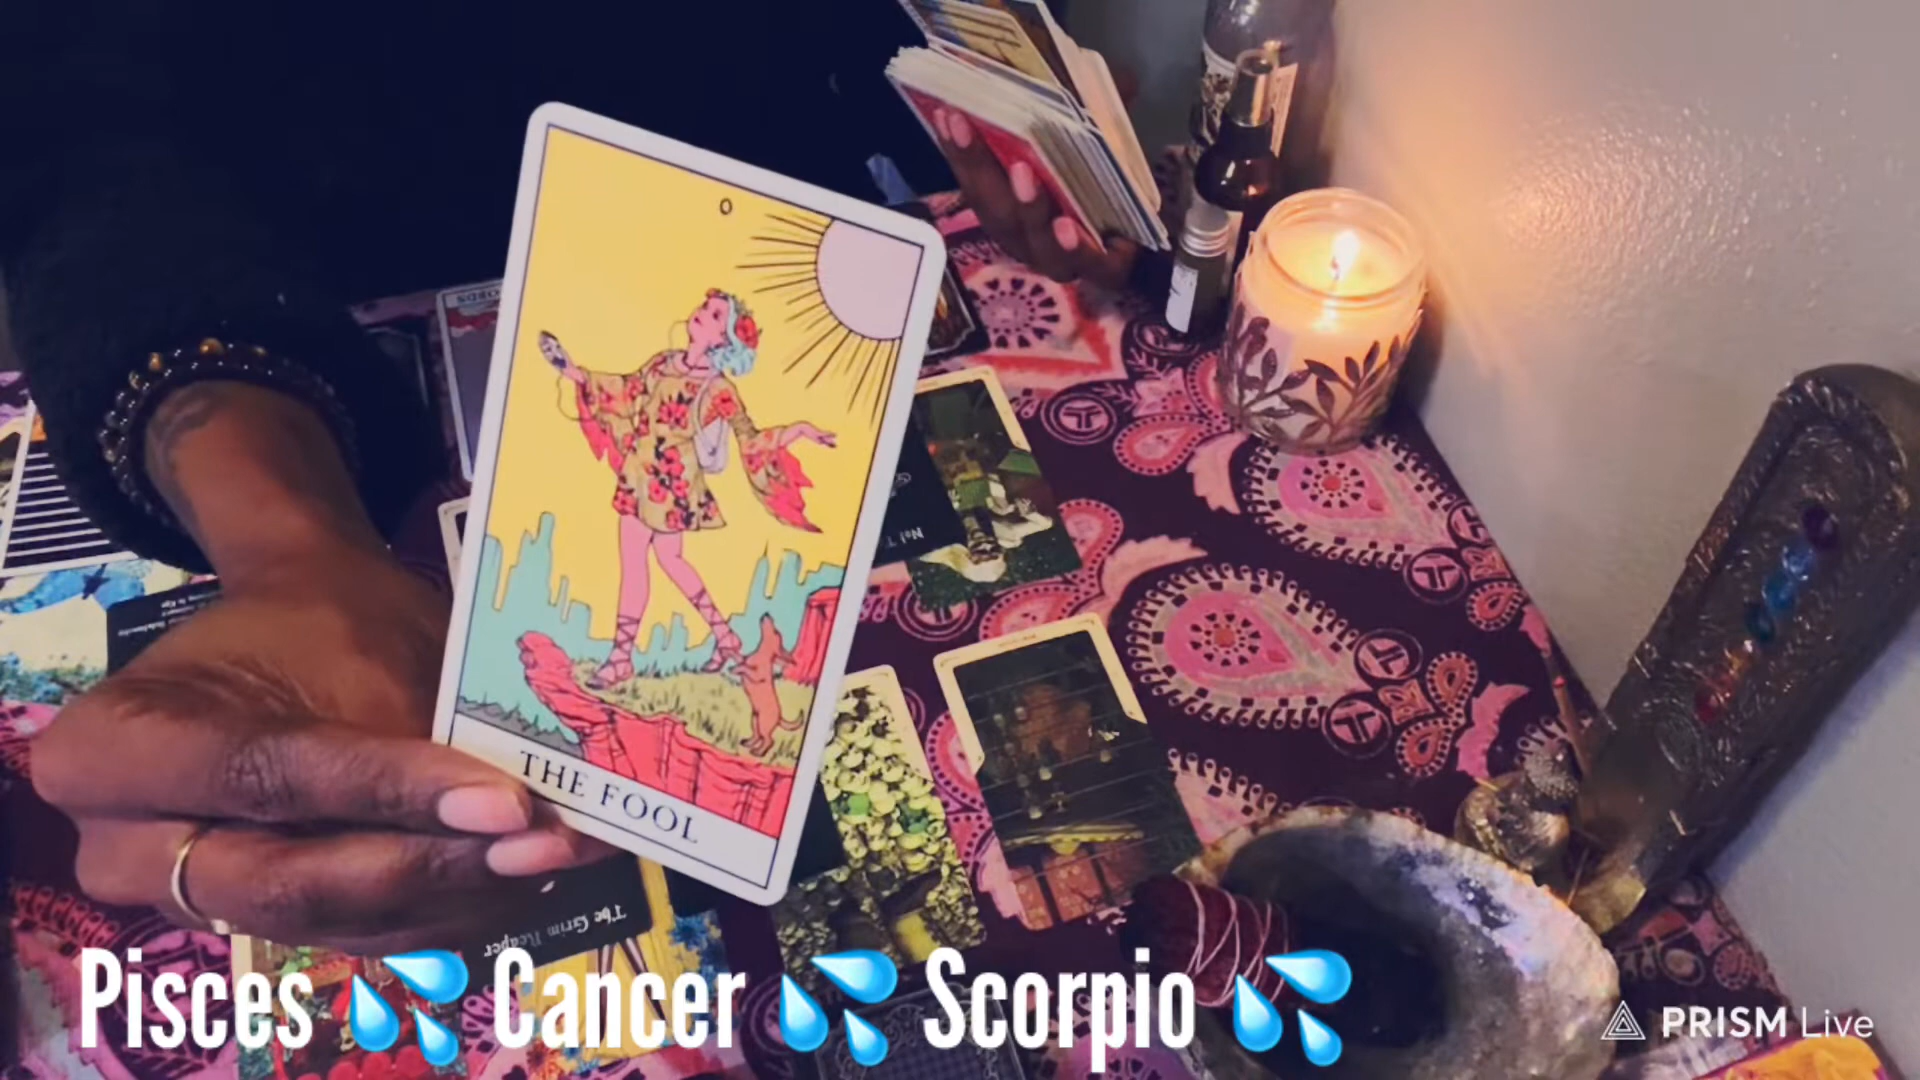 0
THE FOOL
The Grim Reaper
Pisces 💦 Cancer 💦 Scorpio 💦
PRISM Live